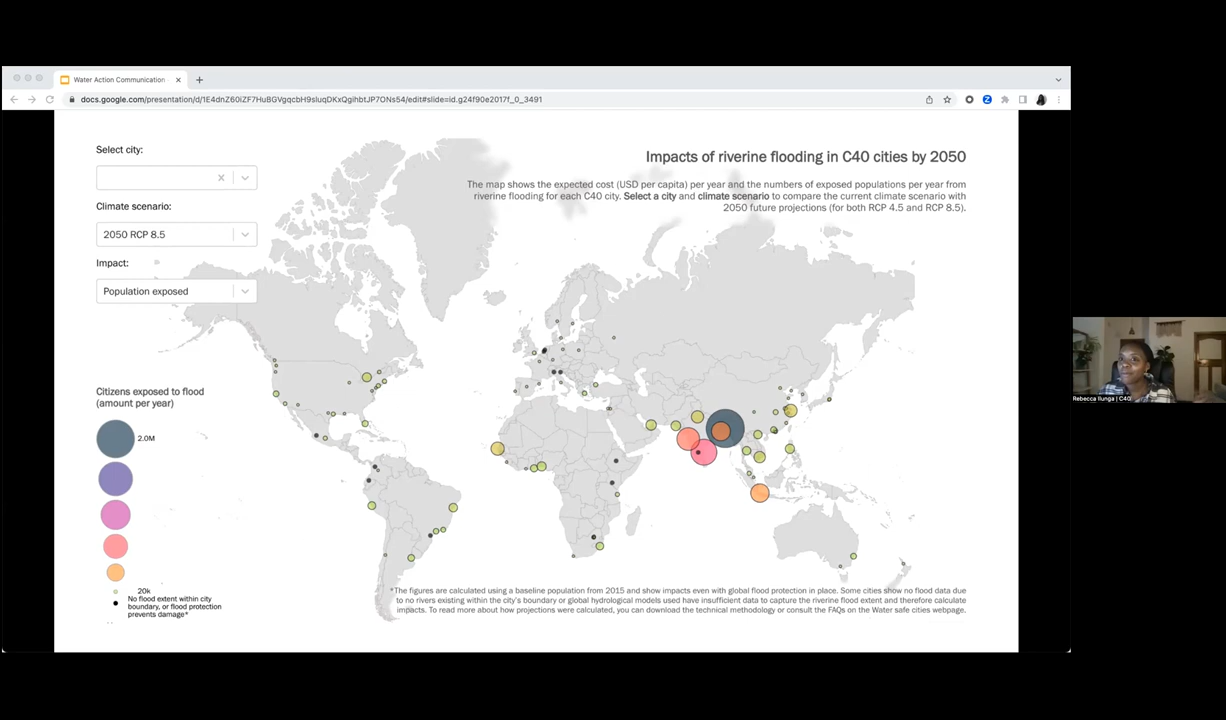 Water Action Communication
docs.google.com/presentation/d/1E4dnZ60iZF7HuBGVgqcbH9sluqDKxQgihbtJP7ONs54/edit#slide=id.g24f90e2017f_0_3491
Select city:
Climate scenario:
2050 RCP 8.5
Impact:
Population exposed
Impacts of riverine flooding in C40 cities by 2050
The map shows the expected cost (USD per capita) per year and the numbers of exposed populations per year from
riverine flooding for each C40 city. Select a city and climate scenario to compare the current climate scenario with
2050 future projections (for both RCP 4.5 and RCP 8.5).
Citizens exposed to flood
(amount per year)
2.0M
20k
No flood extent within city
boundary, or flood protection
prevents damage*
*The figures are calculated using a baseline population from 2015 and show impacts even with global flood protection in place. Some cities show no flood data due
to no rivers existing within the city's boundary or global hydrological models used have insufficient data to capture the riverine flood extent and therefore calculate
impacts. To read more about how projections were calculated, you can download the technical methodology or consult the FAQs on the Water safe cities webpage.
Rebecca Ilunga | C40